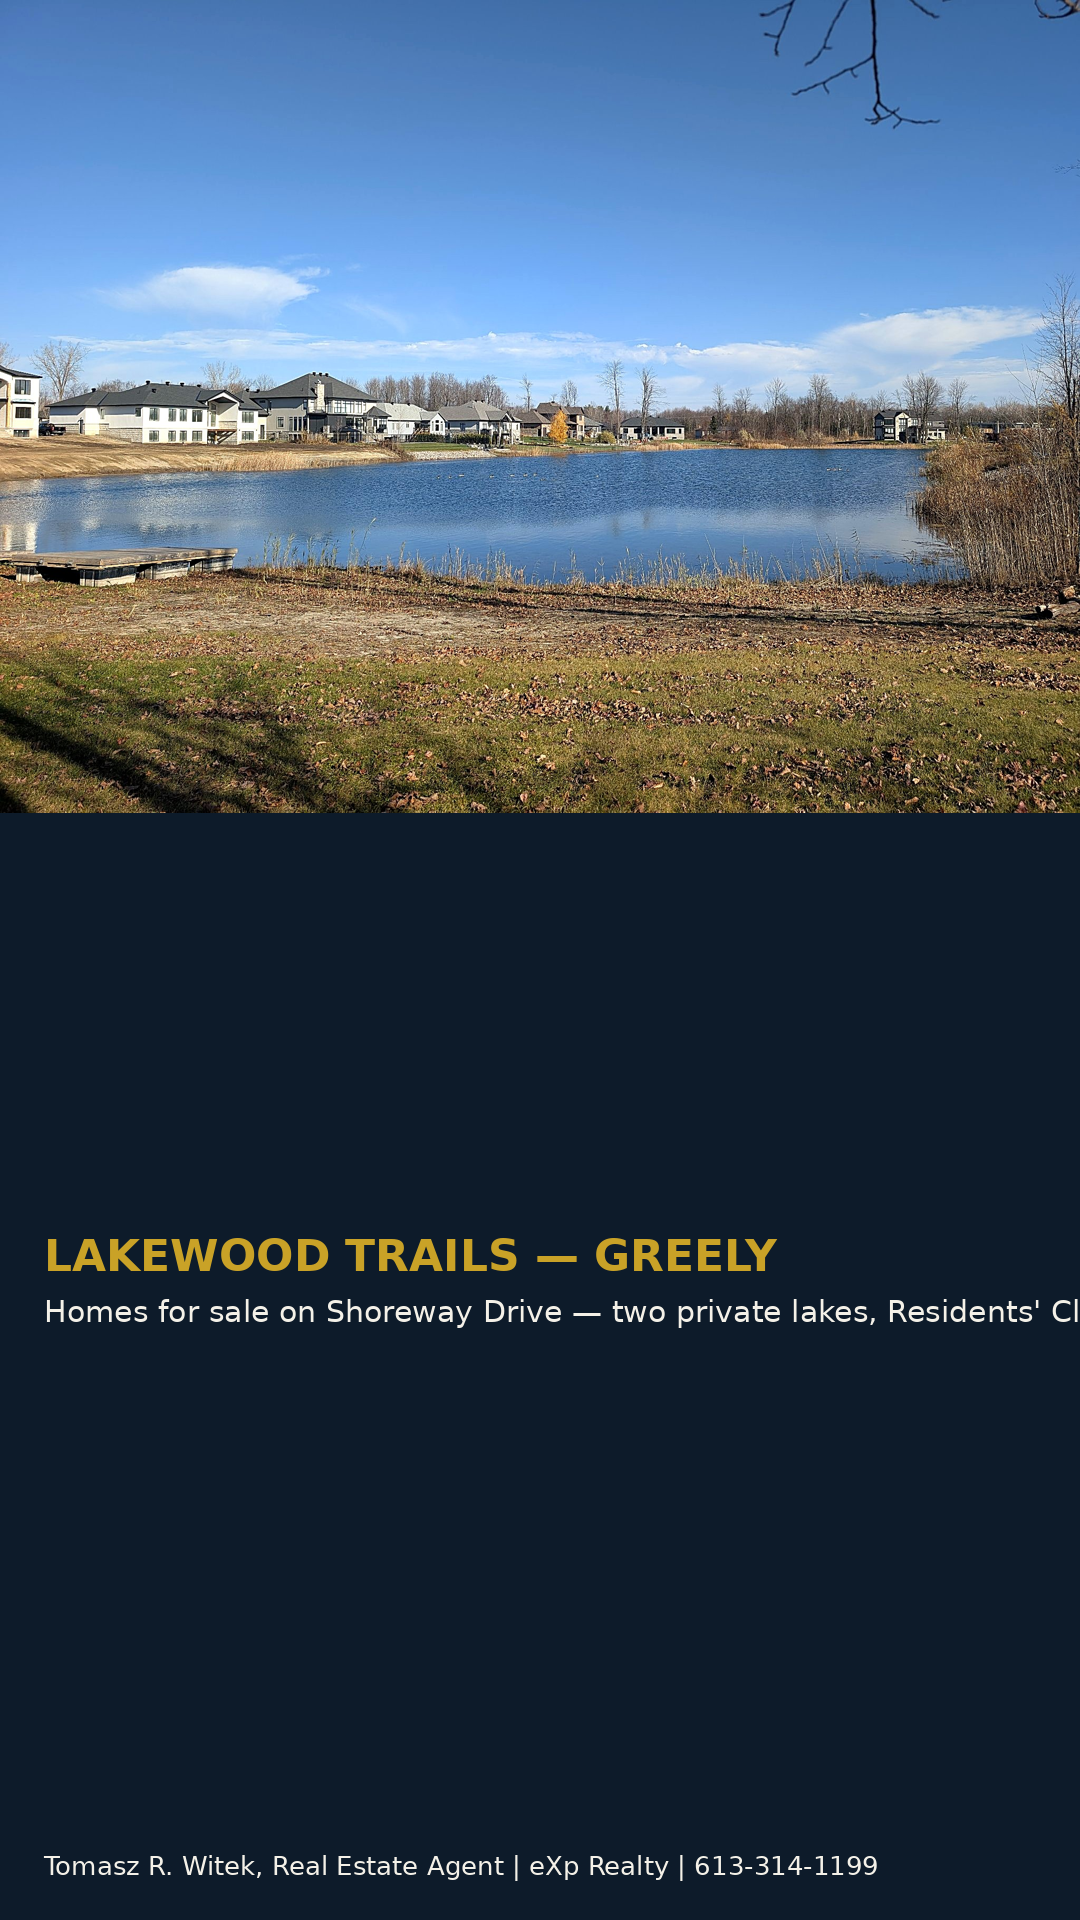 LAKEWOOD TRAILS — GREELY
Homes for sale on Shoreway Drive — two private lakes, Residents'
Tomasz R. Witek, Real Estate Agent | eXp Realty | 613-314-1199